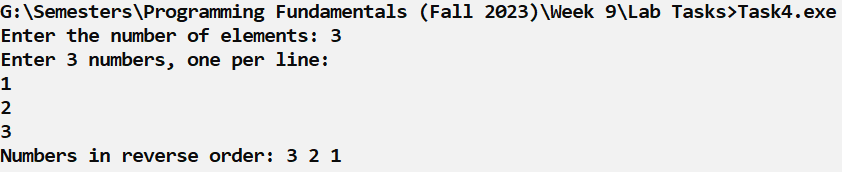 G:\Semesters\Programming Fundamentals (Fall 2023)\Week 9\Lab Tasks>Task4.exe
Enter the number of elements: 3
Enter 3 numbers, one per line:
1
2
3
Numbers in reverse order: 3 2 1